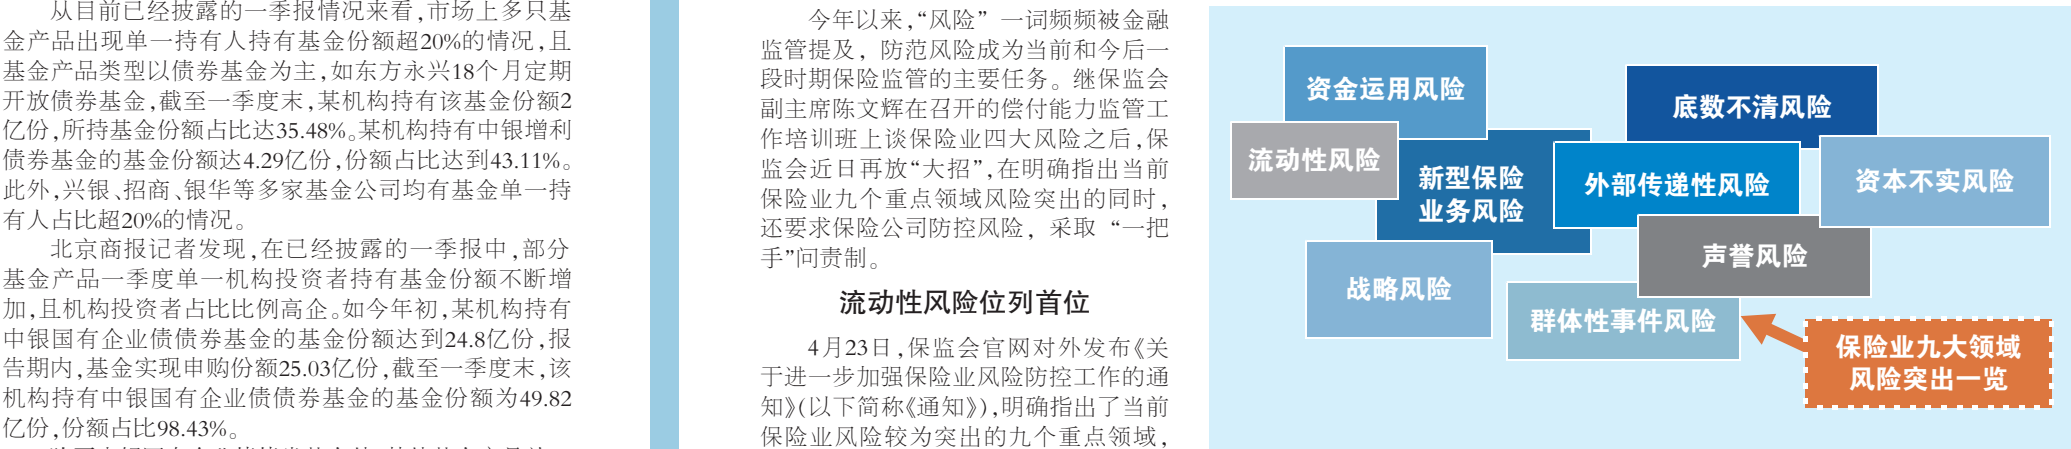 从目前已经披露的一季报情况来看,市场上多只基
金产品出现单一持有人持有基金份额超20%的情况,且
基金产品类型以债券基金为主,如东方永兴18个月定期
开放债券基金,截至一季度末,某机构持有该基金份额2
亿份,所持基金份额占比达35.48%。某机构持有中银增利
债券基金的基金份额达4.29亿份,份额占比达到43.11%。
此外,兴银、招商、银华等多家基金公司均有基金单一持
有人占比超20%的情况。
北京商报记者发现,在已经披露的一季报中,部分
基金产品一季度单一机构投资者持有基金份额不断增
加,且机构投资者占比比例高企。如今年初,某机构持有
中银国有企业债债券基金的基金份额达到24.8亿份,报
告期内,基金实现申购份额25.03亿份,截至一季度末,该
机构持有中银国有企业债债券基金的基金份额为49.82
亿份,份额占比98.43%。
今年以来,“风险”一词频频被金融
监管提及，防范风险成为当前和今后一
段时期保险监管的主要任务。继保监会
副主席陈文辉在召开的偿付能力监管工
作培训班上谈保险业四大风险之后,保
监会近日再放“大招”,在明确指出当前
保险业九个重点领域风险突出的同时,
还要求保险公司防控风险，采取“一把
手”问责制。
流动性风险位列首位
4月23日,保监会官网对外发布《关
于进一步加强保险业风险防控工作的通
知》(以下简称《通知》),明确指出了当前
保险业风险较为突出的九个重点领域,
资金运用风险
底数不清风险
流动性风险
新型保险
业务风险
外部传递性风险
资本不实风险
声誉风险
战略风险
群体性事件风险
保险业九大领域
风险突出一览